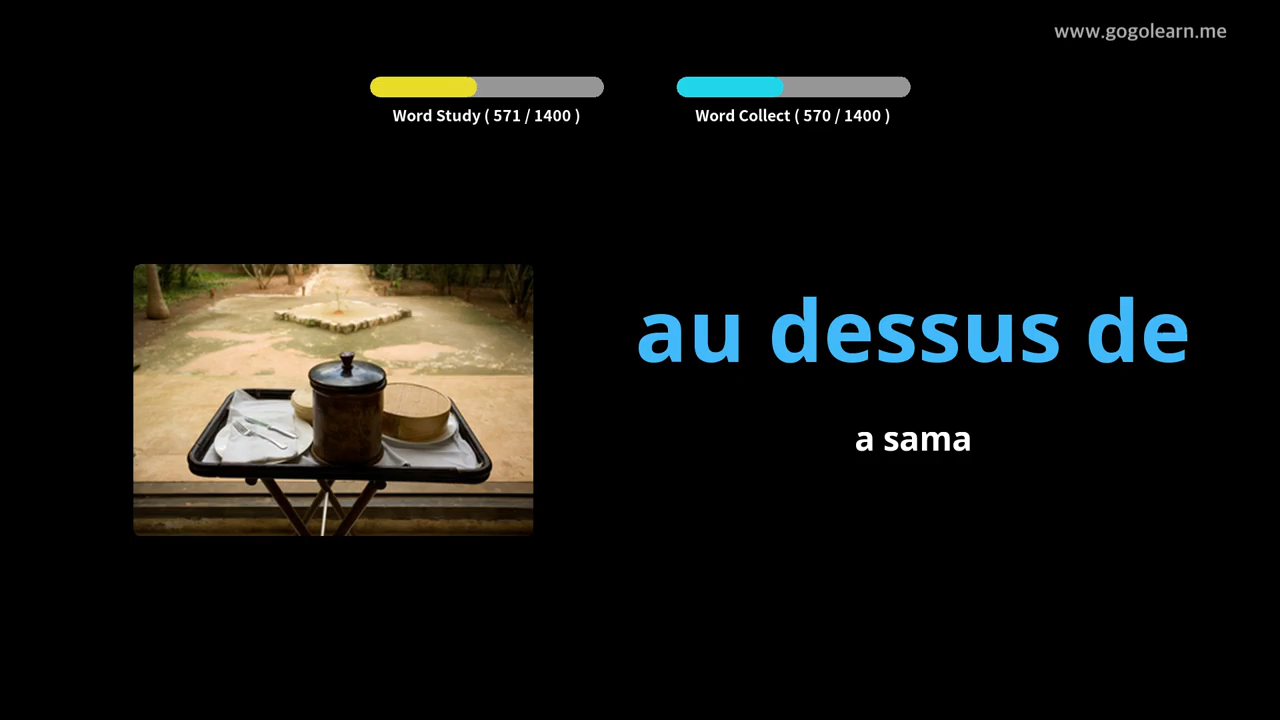 www.gogolearn.me
Word Study ( 571 / 1400 )
Word Collect ( 570 / 1400 )
au dessus de
a sama